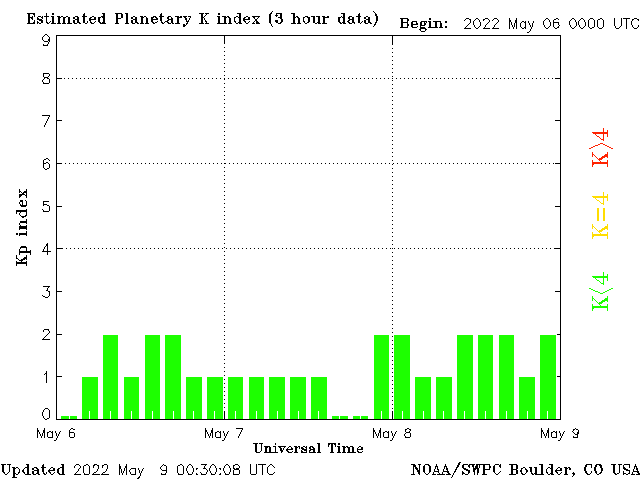 Estimated Planetary K index (3 hour data)
Begin: 2022 May 06 0000 UTC
9
8
7
6
5
4
3
2
1
0
Kp index
May 6
May 7
May 8
May 9
Universal Time
K>4
K=4
K<4
Updated 2022 May 9 00:30:08 UTC
NOAA/SWPC Boulder, CO USA